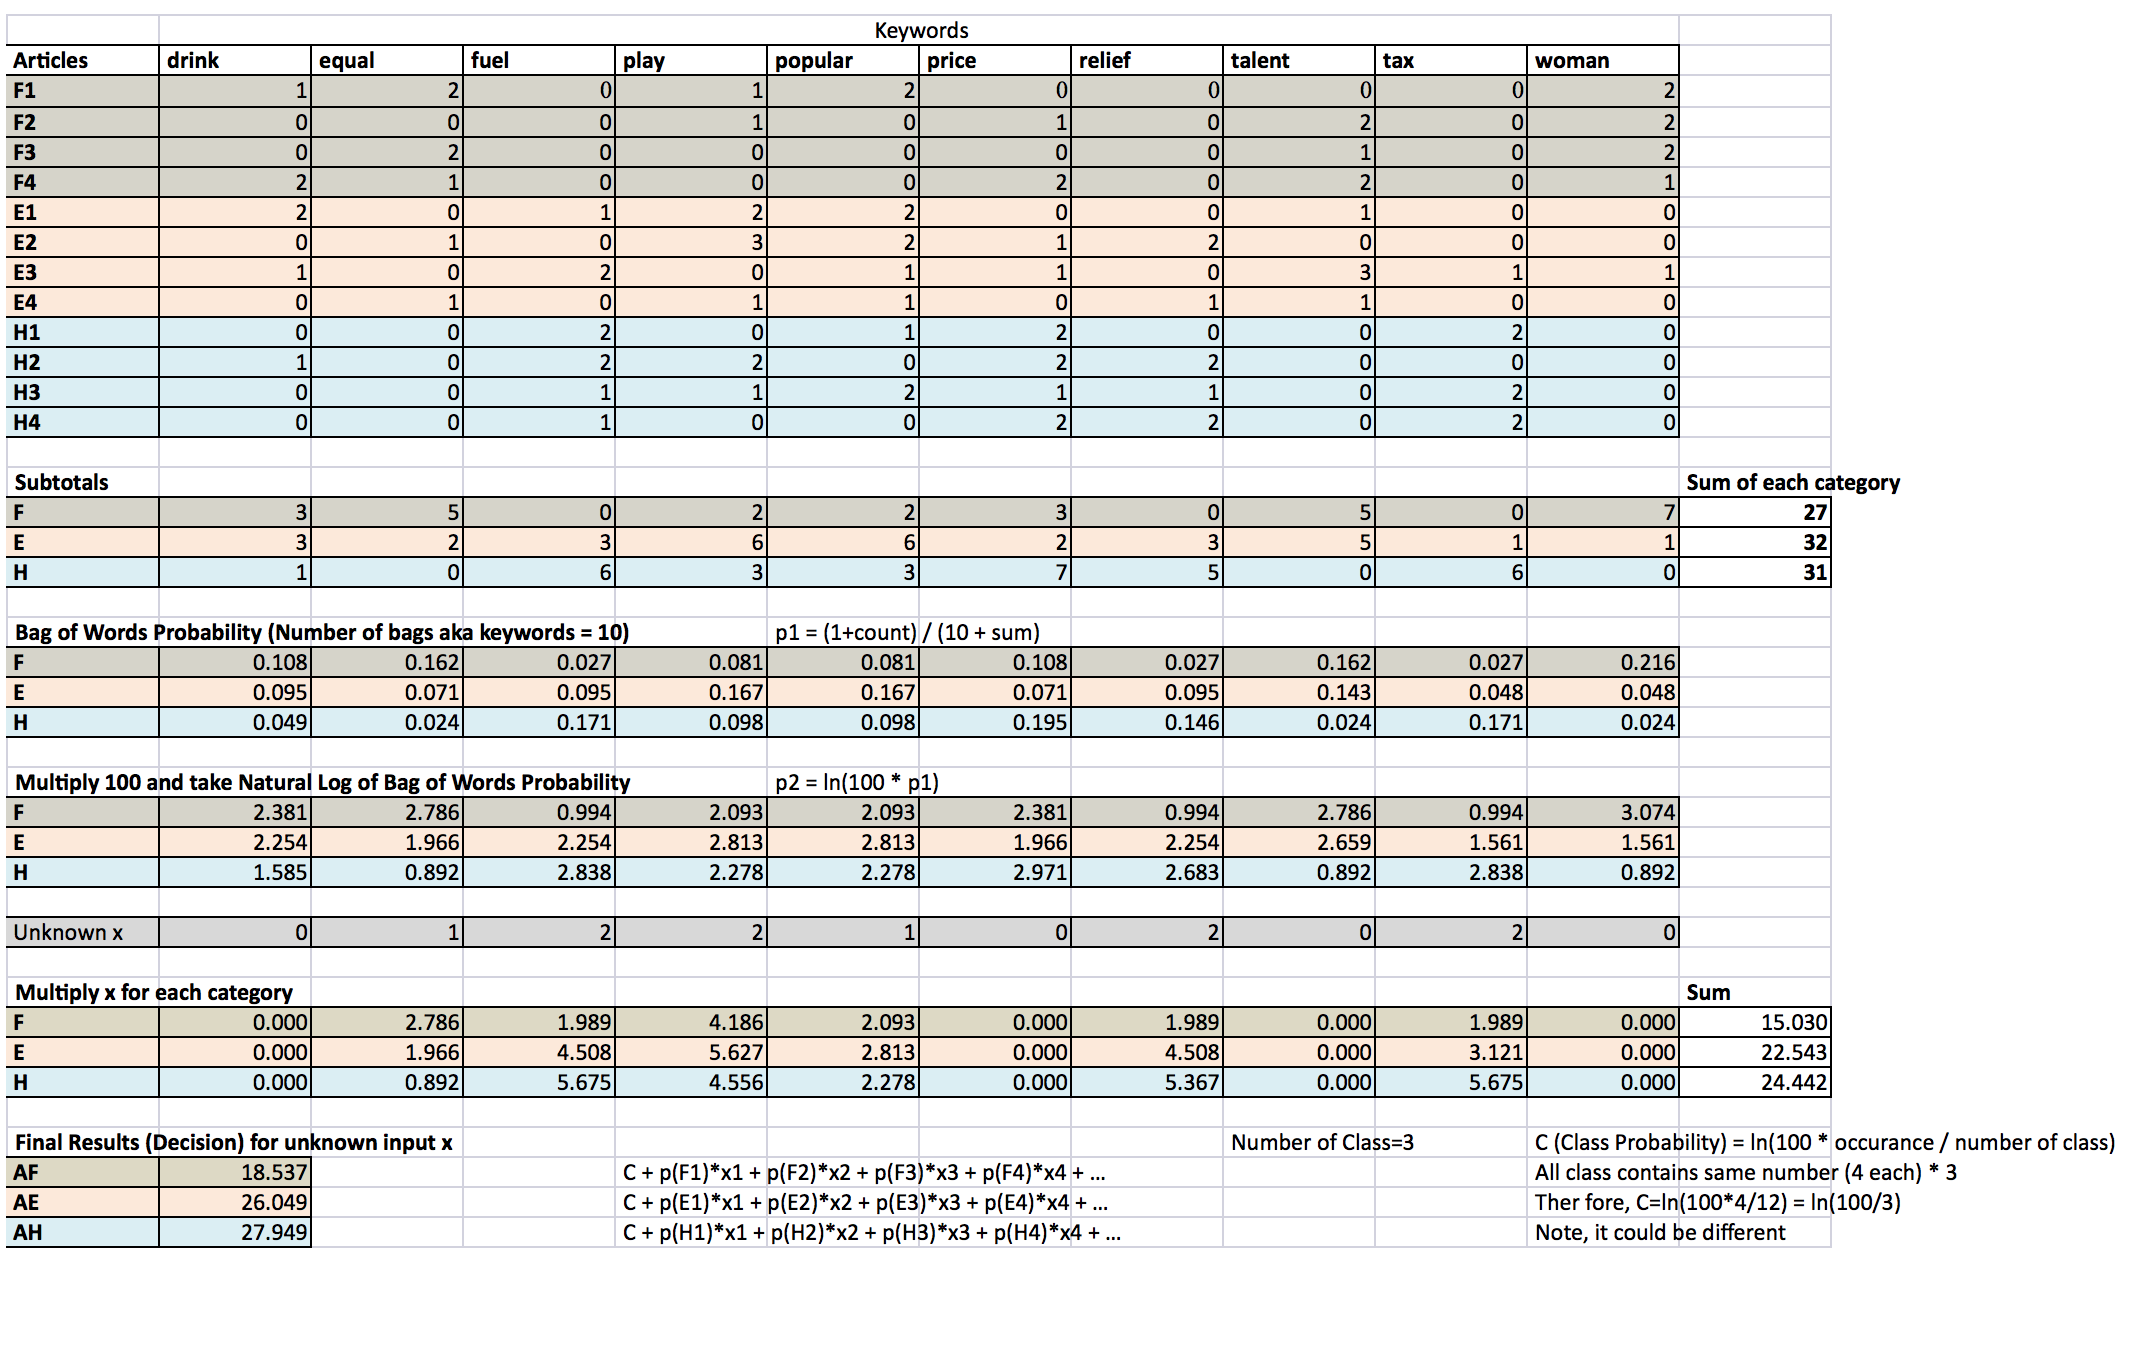 Keywords
Articles drink equal fuel play popular price relief talent tax woman
F1 1 2 0 1 2 0 0 0 0 2
F2 0 0 0 1 0 1 0 2 0 2
F3 0 2 0 0 0 0 0 1 0 2
F4 2 1 0 0 0 2 0 2 0 1
E1 2 0 1 2 2 0 0 1 0 0
E2 0 1 0 3 2 1 2 0 0 0
E3 1 0 2 0 1 1 0 3 1 1
E4 0 1 0 1 1 0 1 1 0 0
H1 0 0 2 0 1 2 0 0 2 0
H2 1 0 2 2 0 2 2 0 0 0
H3 0 0 1 1 2 1 1 0 2 0
H4 0 0 1 0 0 2 2 0 2 0
Subtotals Sum of each category
F 3 5 0 2 2 3 0 5 0 7 27
E 3 2 3 6 6 2 3 5 1 1 32
H 1 0 6 3 3 7 5 0 6 0 31
Bag of Words Probability (Number of bags aka keywords = 10) p1 = (1+count) / (10 + sum)
F 0.108 0.162 0.027 0.081 0.081 0.108 0.027 0.162 0.027 0.216
E 0.095 0.071 0.095 0.167 0.167 0.071 0.095 0.143 0.048 0.048
H 0.049 0.024 0.171 0.098 0.098 0.195 0.146 0.024 0.171 0.024
Multiply 100 and take Natural Log of Bag of Words Probability p2 = ln(100 * p1)
F 2.381 2.786 0.994 2.093 2.093 2.381 0.994 2.786 0.994 3.074
E 2.254 1.966 2.254 2.813 2.813 1.966 2.254 2.659 1.561 1.561
H 1.585 0.892 2.838 2.278 2.278 2.971 2.683 0.892 2.838 0.892
Unknown x 0 1 2 2 1 0 2 0 2 0
Multiply x for each category Sum
F 0.000 2.786 1.989 4.186 2.093 0.000 1.989 0.000 1.989 0.000 15.030
E 0.000 1.966 4.508 5.627 2.813 0.000 4.508 0.000 3.121 0.000 22.543
H 0.000 0.892 5.675 4.556 2.278 0.000 5.367 0.000 5.675 0.000 24.442
Final Results (Decision) for unknown input x Number of Class=3 C (Class Probability) = ln(100 * occurance / number of class)
AF 18.537 C + p(F1)*x1 + p(F2)*x2 + p(F3)*x3 + p(F4)*x4 + ... All class contains same number (4 each) * 3
AE 26.049 C + p(E1)*x1 + p(E2)*x2 + p(E3)*x3 + p(E4)*x4 + ... Ther fore, C=ln(100*4/12) = ln(100/3)
AH 27.949 C + p(H1)*x1 + p(H2)*x2 + p(H3)*x3 + p(H4)*x4 + ... Note, it could be different